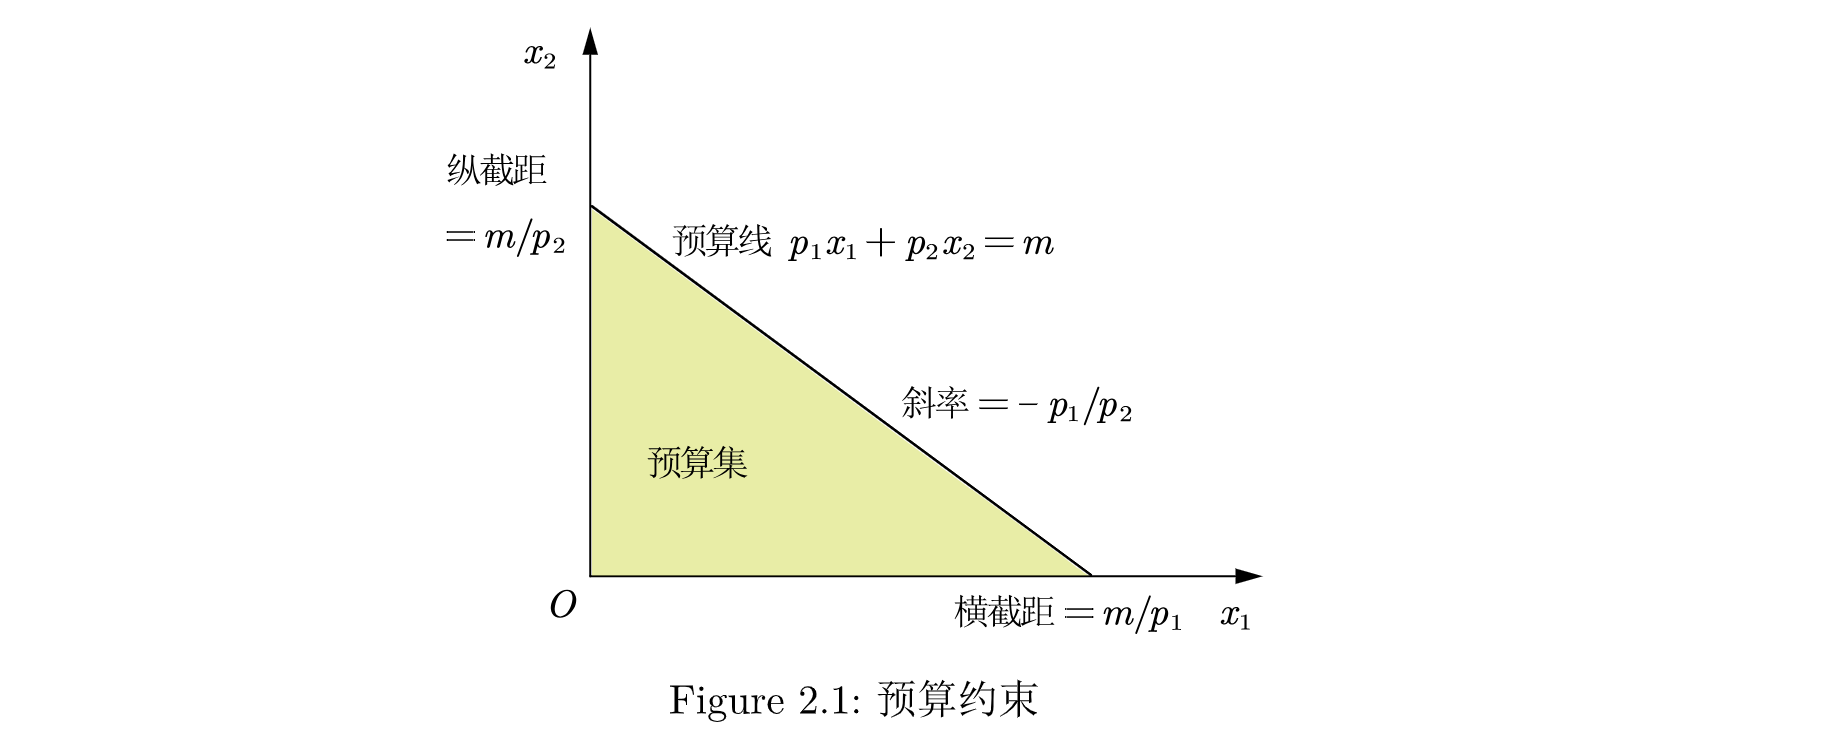 x₂
纵截距
= m/p₂
预算线 p₁x₁ + p₂x₂ = m
斜率 = − p₁/p₂
预算集
O
横截距 = m/p₁
x₁
Figure 2.1: 预算约束